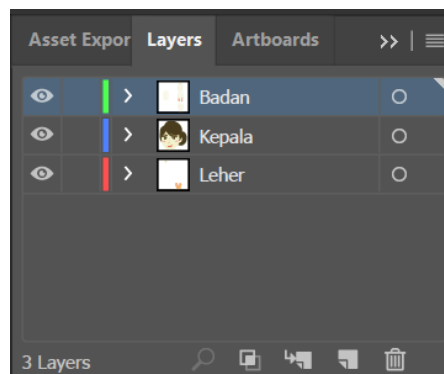 Asset Expor Layers Artboards
Badan
Kepala
Leher
3 Layers